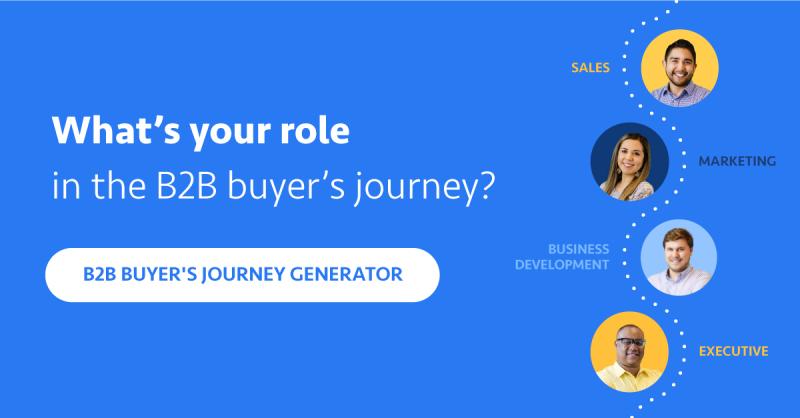 What's your role
in the B2B buyer's journey?
B2B BUYER'S JOURNEY GENERATOR
SALES
MARKETING
BUSINESS
DEVELOPMENT
EXECUTIVE